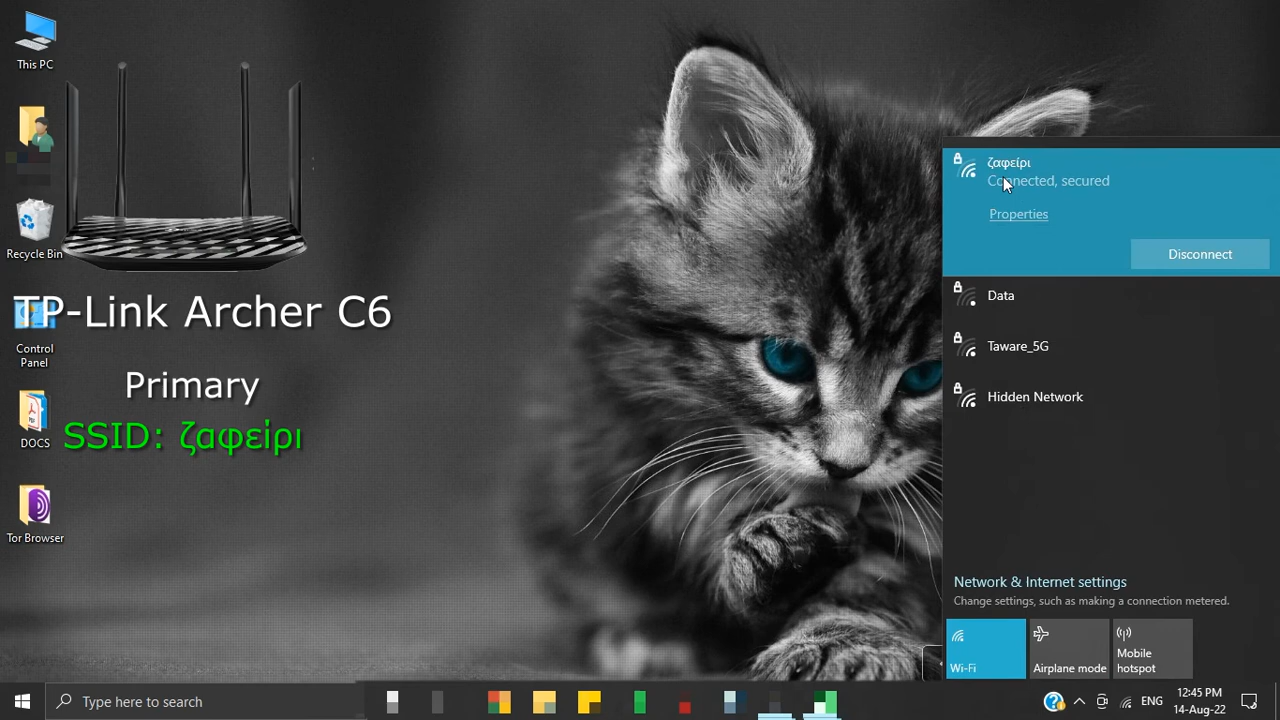 This PC
Recycle Bin
TP-Link Archer C6
Control
Panel
Primary
DOCS
SSID: ζαφείρι
Tor Browser
ζαφείρι
Connected, secured
Properties
Disconnect
Data
Taware_5G
Hidden Network
Network & Internet settings
Change settings, such as making a connection metered.
Wi-Fi
Airplane mode
Mobile
hotspot
Type here to search
ENG
12:45 PM
14-Aug-22